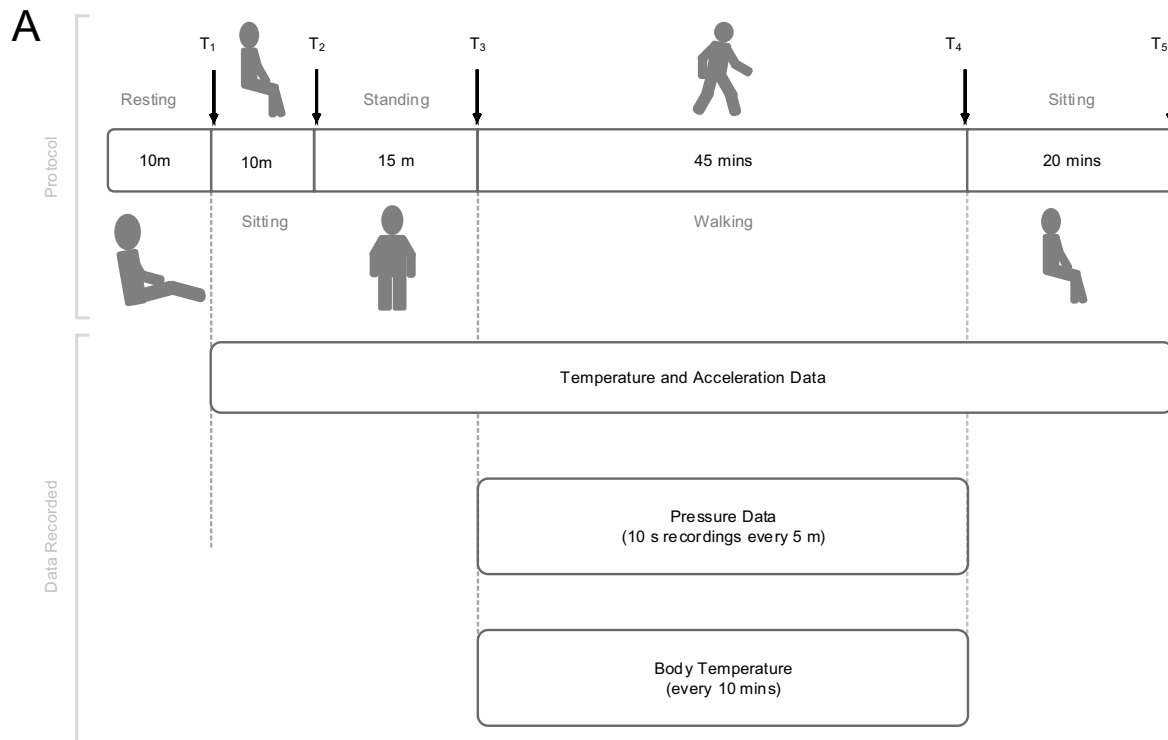 A
T1
T2
T3
T4
T5
Resting
Standing
Sitting
Protocol
10m
10m
15 m
45 mins
20 mins
Sitting
Walking
Data Recorded
Temperature and Acceleration Data
Pressure Data
(10 s recordings every 5 m)
Body Temperature
(every 10 mins)